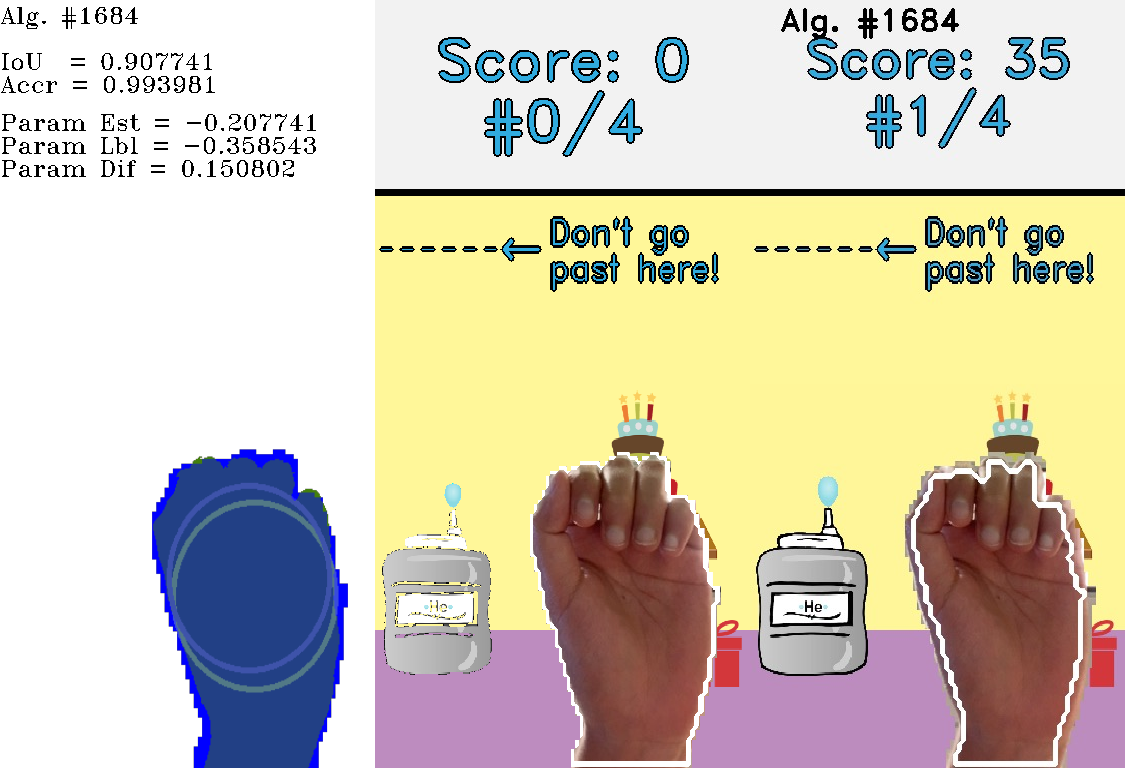 Alg. #1684
IoU = 0.907741
Accr = 0.993981
Param Est = −0.207741
Param Lbl = −0.358543
Param Dif = 0.150802
Score: 0
#0/4
Don't go
past here!
He
Alg. #1684
Score: 35
#1/4
Don't go
past here!
He